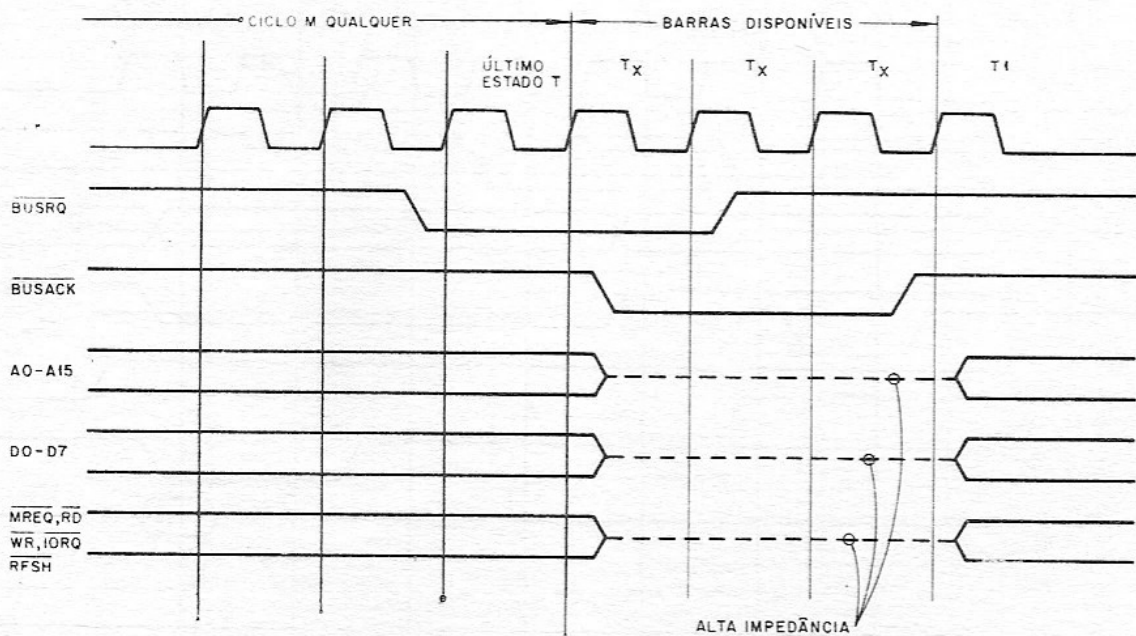 CICLO M QUALQUER
BARRAS DISPONÍVEIS
ÚLTIMO
ESTADO T
TX
TX
TX
T1
BUSRQ
BUSACK
A0-A15
D0-D7
MREQ,RD
WR,IORQ
RFSH
ALTA IMPEDÂNCIA